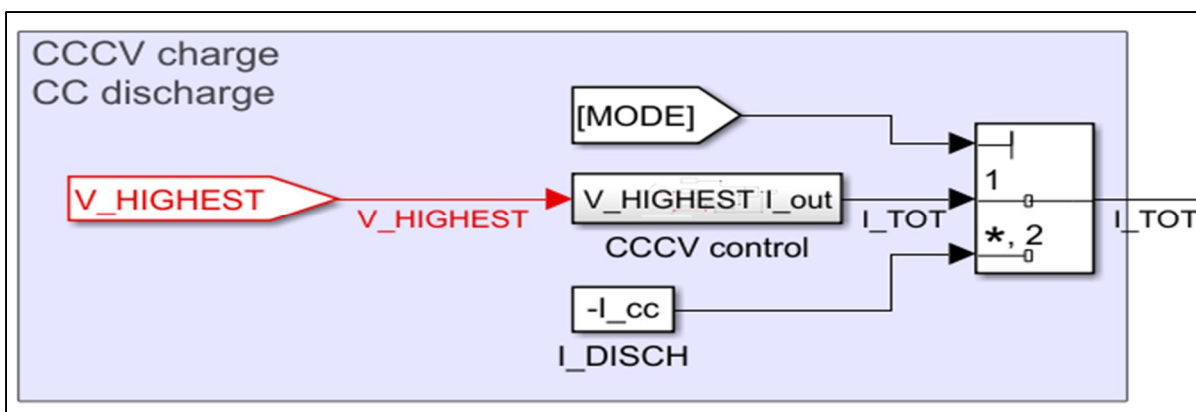 CCCV charge
CC discharge
[MODE]
V_HIGHEST
V_HIGHEST
V_HIGHEST I_out
CCCV control
I_TOT
1
*, 2
I_TOT
-I_cc
I_DISCH